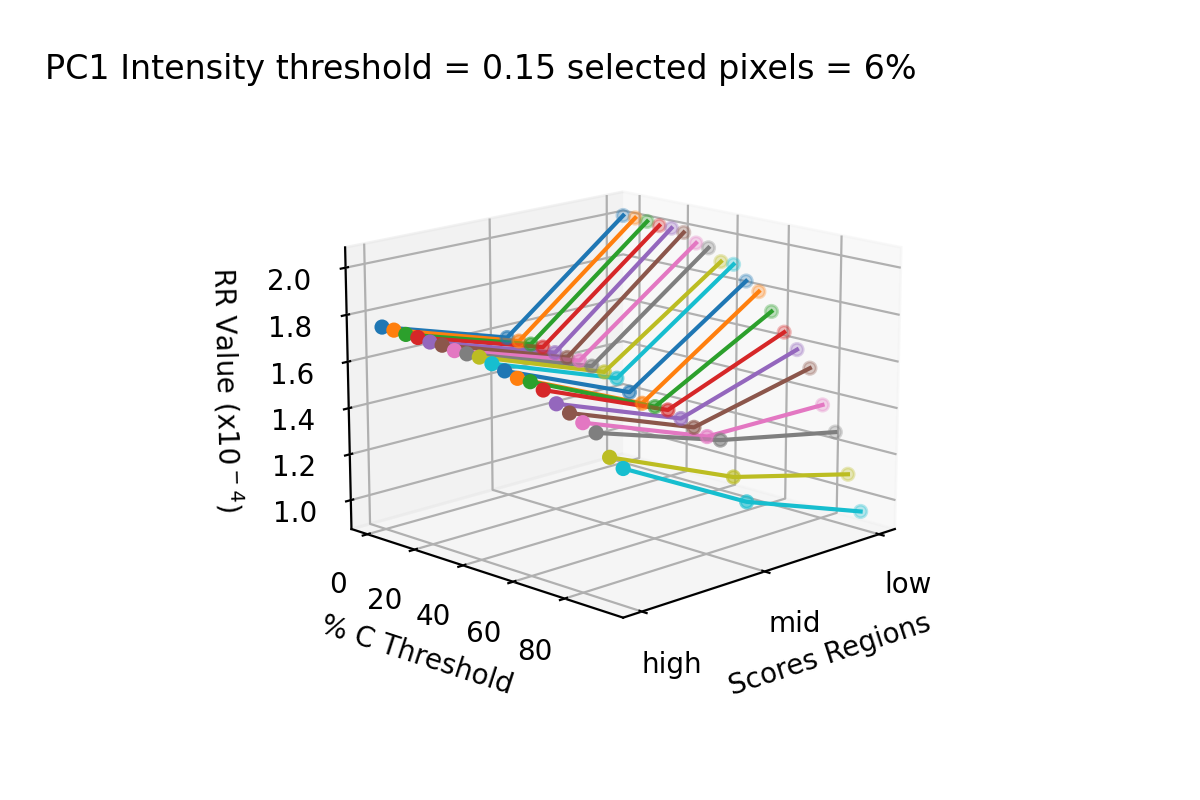 PC1 Intensity threshold = 0.15 selected pixels = 6%
RR Value (x10⁻⁴)
2.0
1.8
1.6
1.4
1.2
1.0
0
20
40
60
80
% C Threshold
high
mid
low
Scores Regions